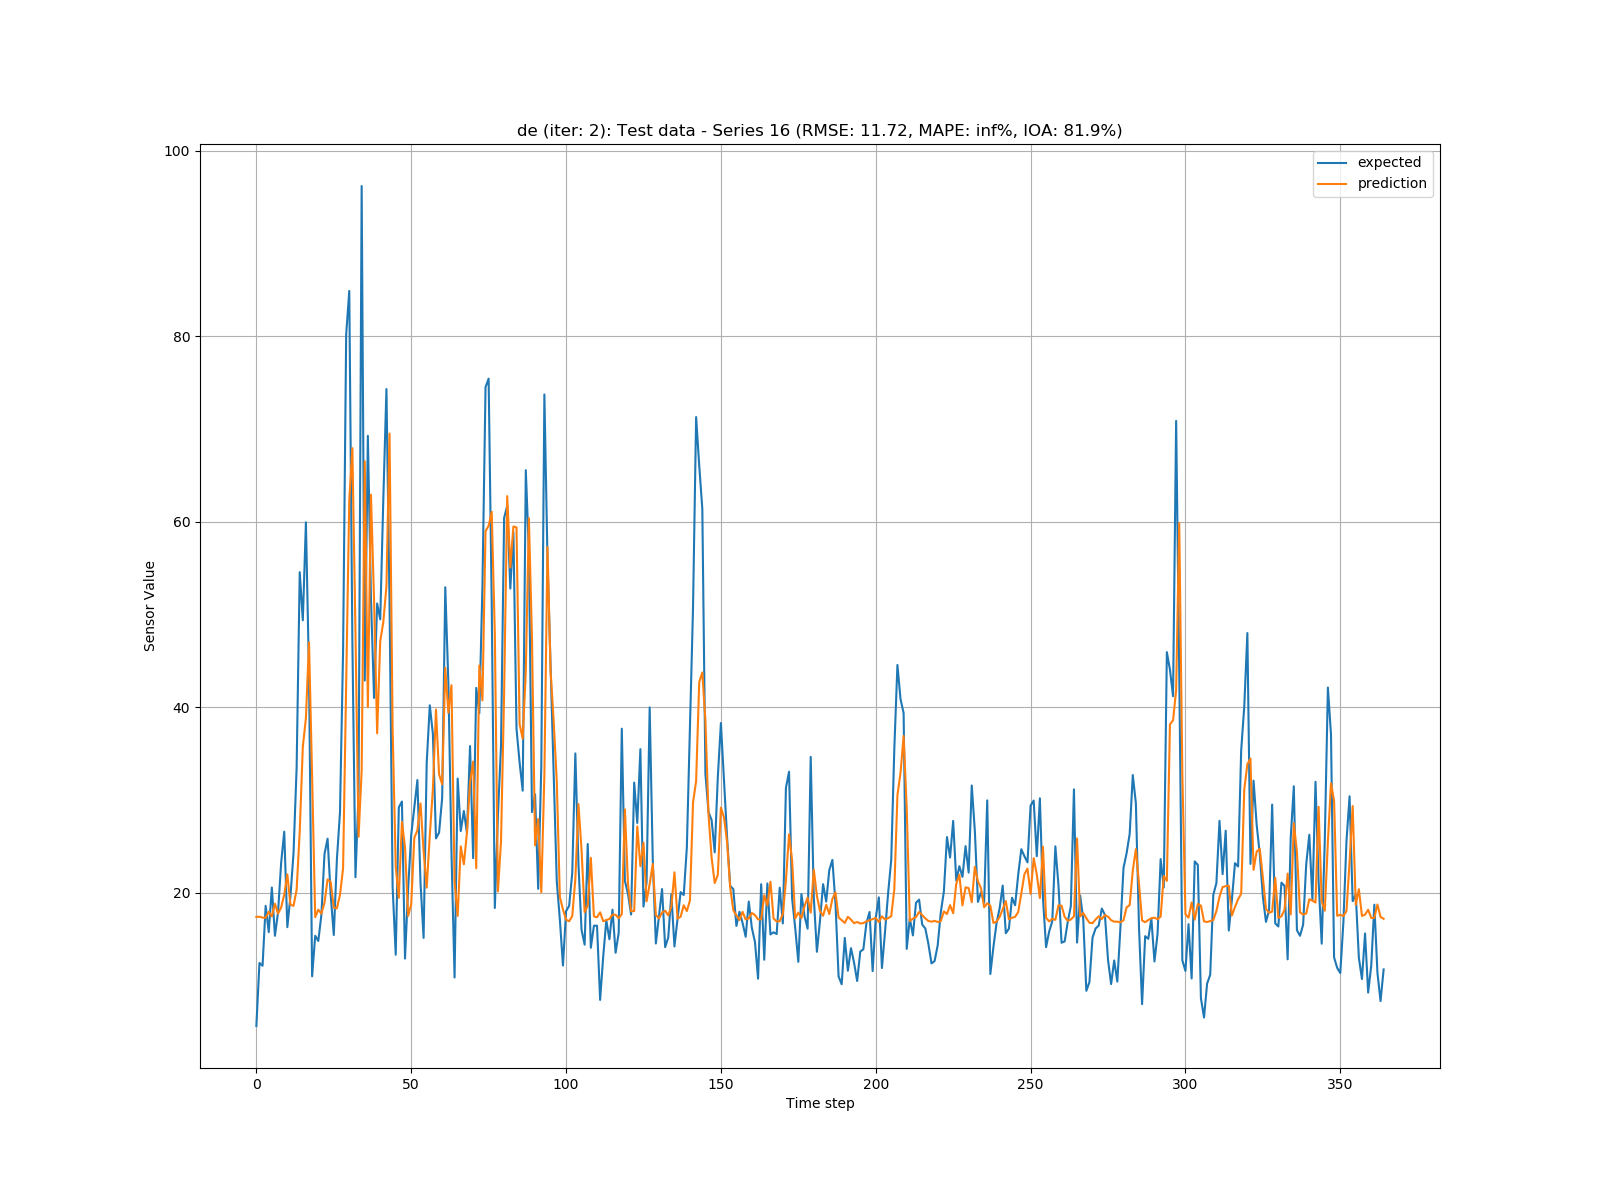 de (iter: 2): Test data - Series 16 (RMSE: 11.72, MAPE: inf%, IOA: 81.9%)
expected
prediction
100
80
60
40
20
Sensor Value
0 50 100 150 200 250 300 350
Time step